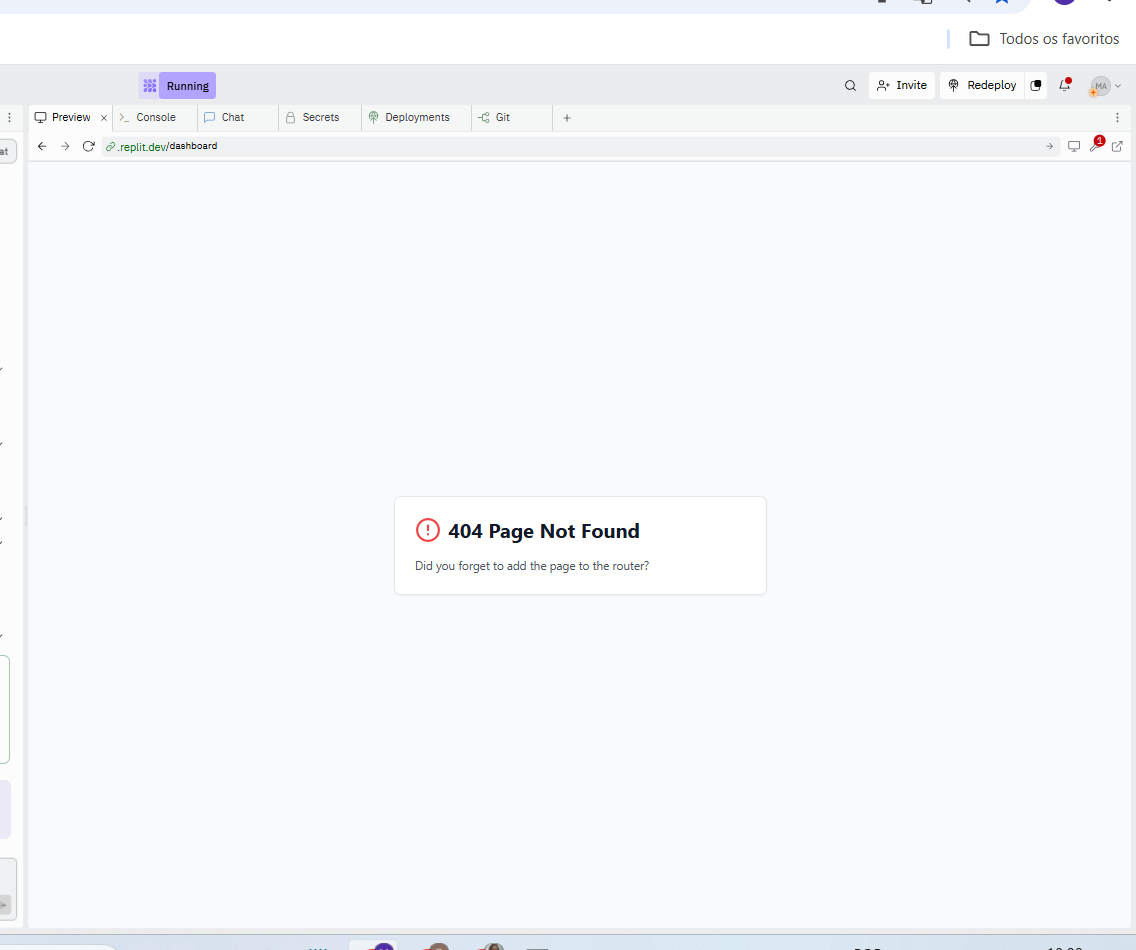 Todos os favoritos
Running
Invite
Redeploy
MA
Preview
Console
Chat
Secrets
Deployments
Git
at
.replit.dev/dashboard
1
404 Page Not Found
Did you forget to add the page to the router?